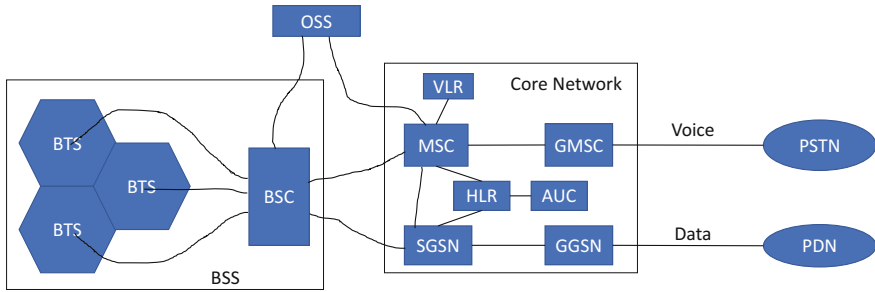 OSS
Core Network
VLR
BTS
MSC
GMSC
Voice
PSTN
BTS
BSC
HLR
AUC
BTS
SGSN
GGSN
Data
PDN
BSS